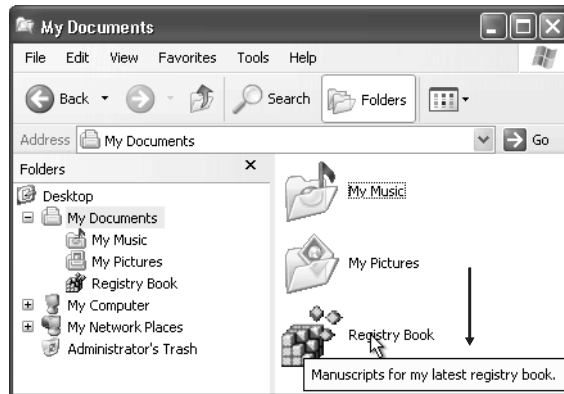 My Documents
File Edit View Favorites Tools Help
Back Search Folders
Address My Documents Go
Folders
Desktop
My Documents
My Music
My Pictures
Registry Book
My Computer
My Network Places
Administrator's Trash
My Music
My Pictures
Registry Book
Manuscripts for my latest registry book.